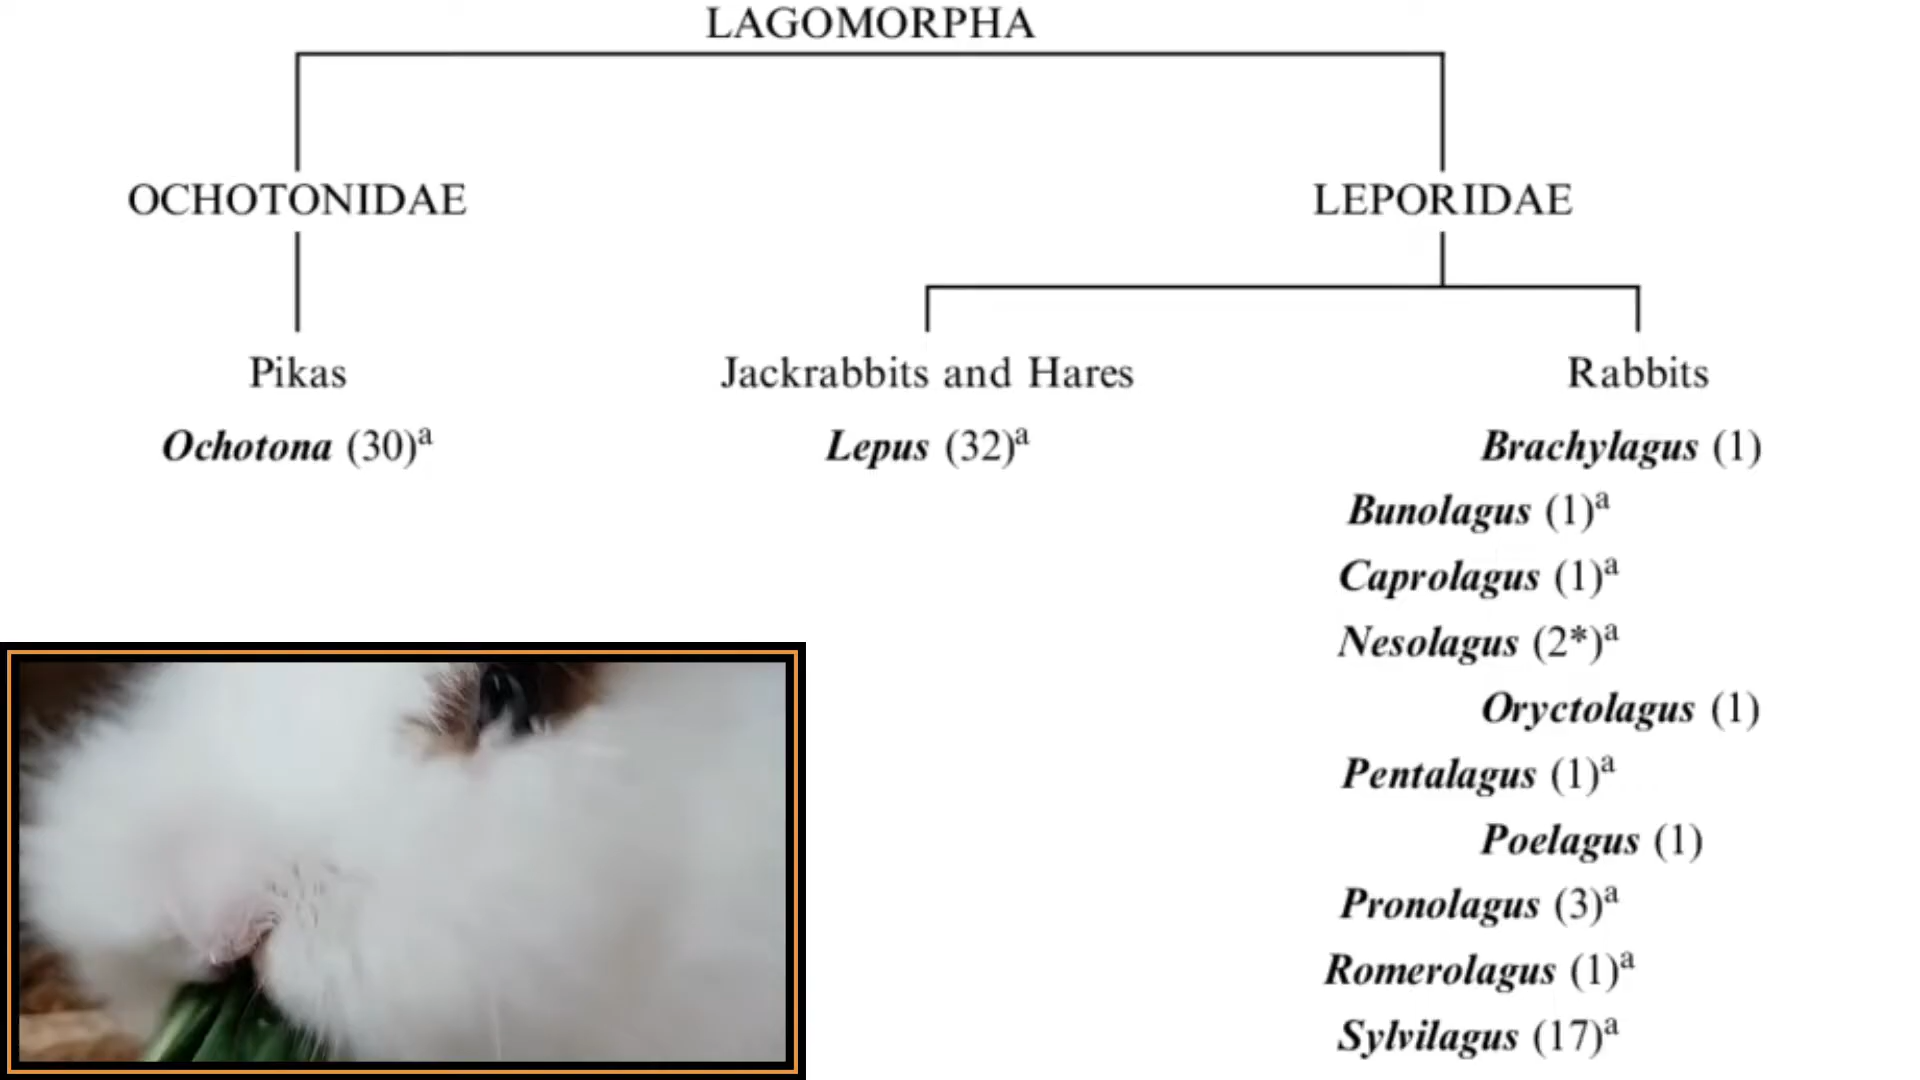 LAGOMORPHA
OCHOTONIDAE
LEPORIDAE
Pikas
Jackrabbits and Hares
Rabbits
Ochotona (30)ᵃ
Lepus (32)ᵃ
Brachylagus (1)
Bunolagus (1)ᵃ
Caprolagus (1)ᵃ
Nesolagus (2*)ᵃ
Oryctolagus (1)
Pentalagus (1)ᵃ
Poelagus (1)
Pronolagus (3)ᵃ
Romerolagus (1)ᵃ
Sylvilagus (17)ᵃ